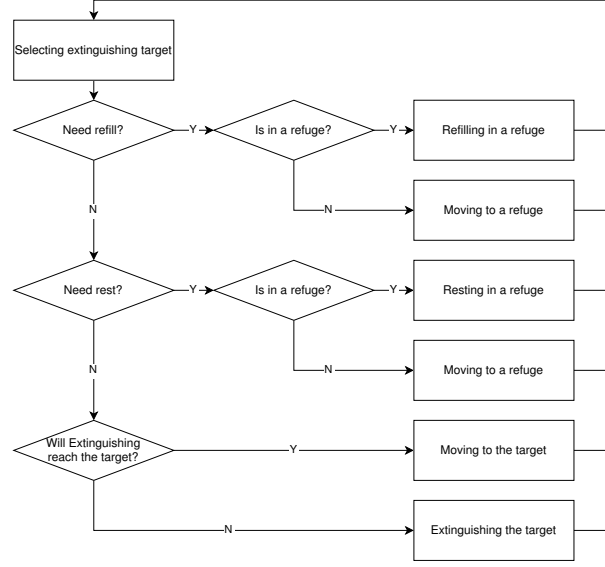 Selecting extinguishing target
Need refill?
Y
Is in a refuge?
Y
Refilling in a refuge
N
N
Moving to a refuge
Need rest?
Y
Is in a refuge?
Y
Resting in a refuge
N
N
Moving to a refuge
Will Extinguishing
reach the target?
Y
Moving to the target
N
Extinguishing the target